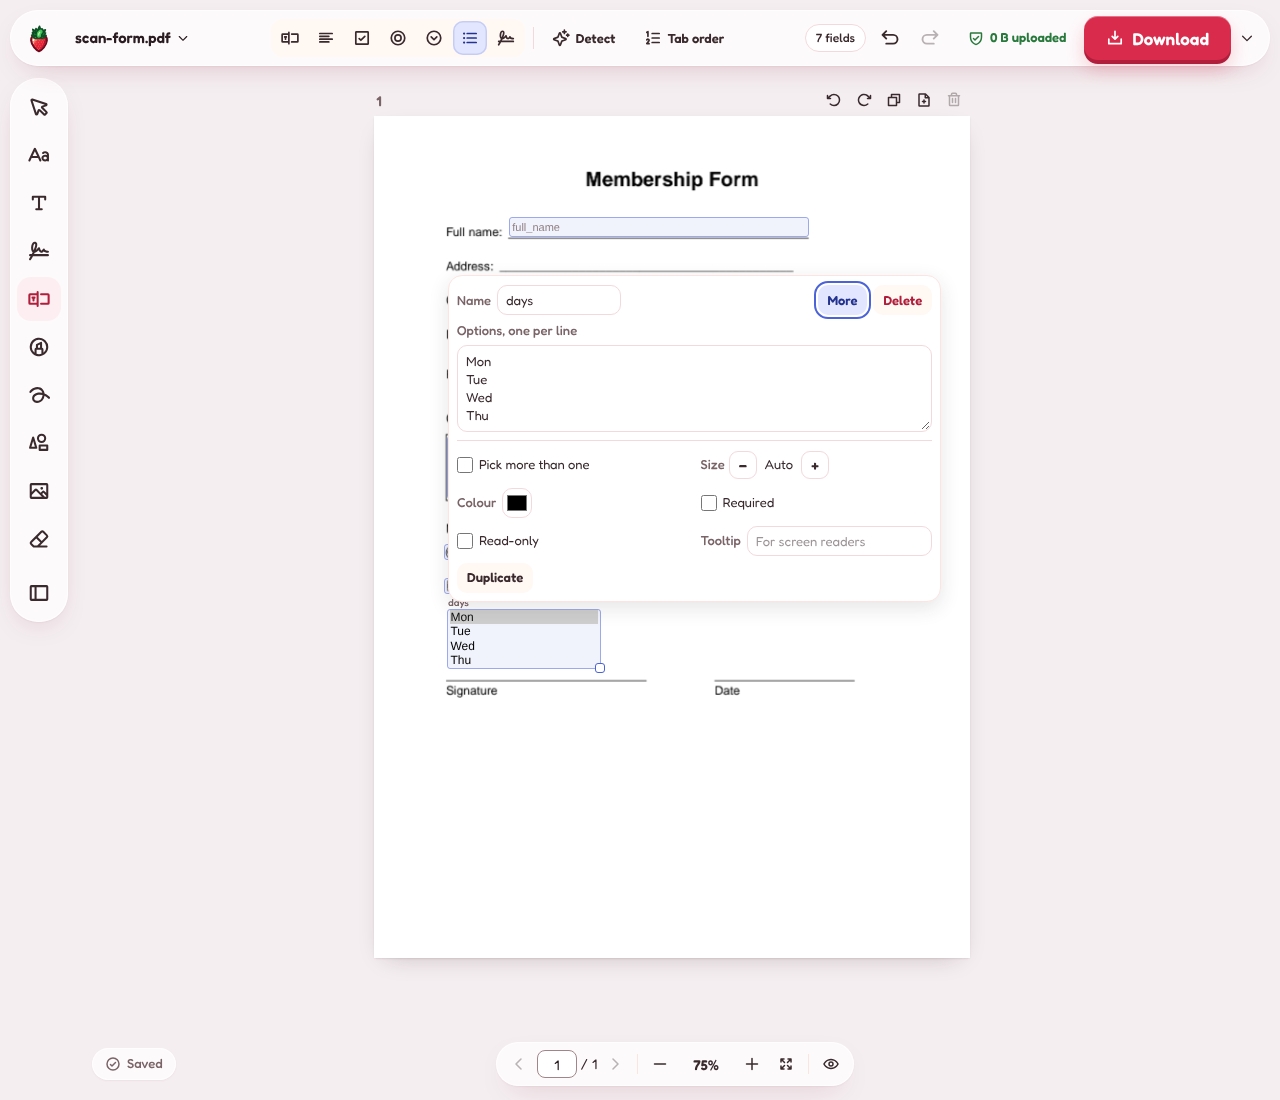 scan-form.pdf
Detect
Tab order
7 fields
0 B uploaded
Download
Aa
T
1
Membership Form
Full name: full_name
Address:
Name days More Delete
Options, one per line
Mon
Tue
Wed
Thu
Pick more than one
Size - Auto +
Colour
Required
Read-only
Tooltip For screen readers
Duplicate
days
Mon
Tue
Wed
Thu
Signature
Date
Saved
1 / 1
75%